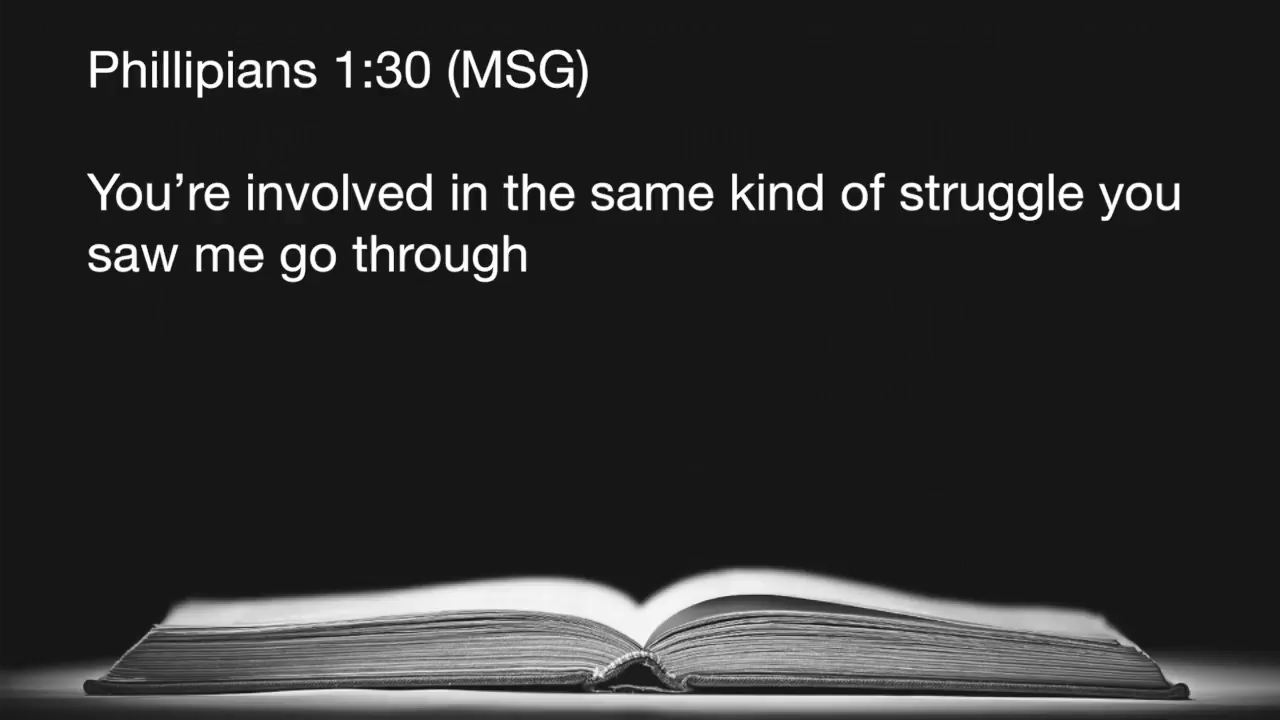 Phillipians 1:30 (MSG)
You’re involved in the same kind of struggle you
saw me go through